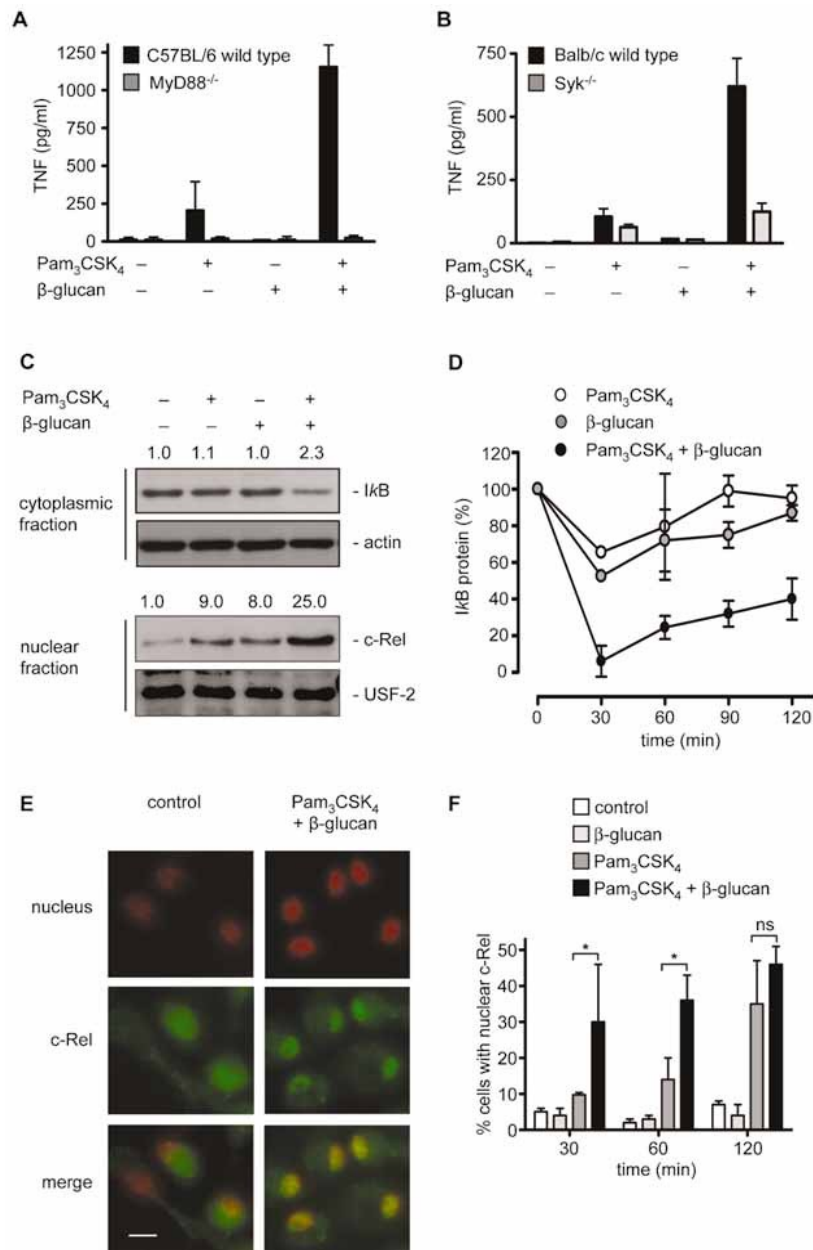 A
C57BL/6 wild type
MyD88-/-
TNF (pg/ml)
1250
1000
750
500
250
0
Pam3CSK4 – + – +
β-glucan – – + +
B
Balb/c wild type
Syk-/-
TNF (pg/ml)
750
500
250
0
Pam3CSK4 – + – +
β-glucan – – + +
C
Pam3CSK4 – + – +
β-glucan – – + +
1.0 1.1 1.0 2.3
cytoplasmic fraction
- IkB
- actin
1.0 9.0 8.0 25.0
nuclear fraction
- c-Rel
- USF-2
D
Pam3CSK4
β-glucan
Pam3CSK4 + β-glucan
IkB protein (%)
100
80
60
40
20
0
0 30 60 90 120
time (min)
E
control
Pam3CSK4
+ β-glucan
nucleus
c-Rel
merge
F
control
β-glucan
Pam3CSK4
Pam3CSK4 + β-glucan
% cells with nuclear c-Rel
50
40
30
20
10
0
* * ns
30 60 120
time (min)